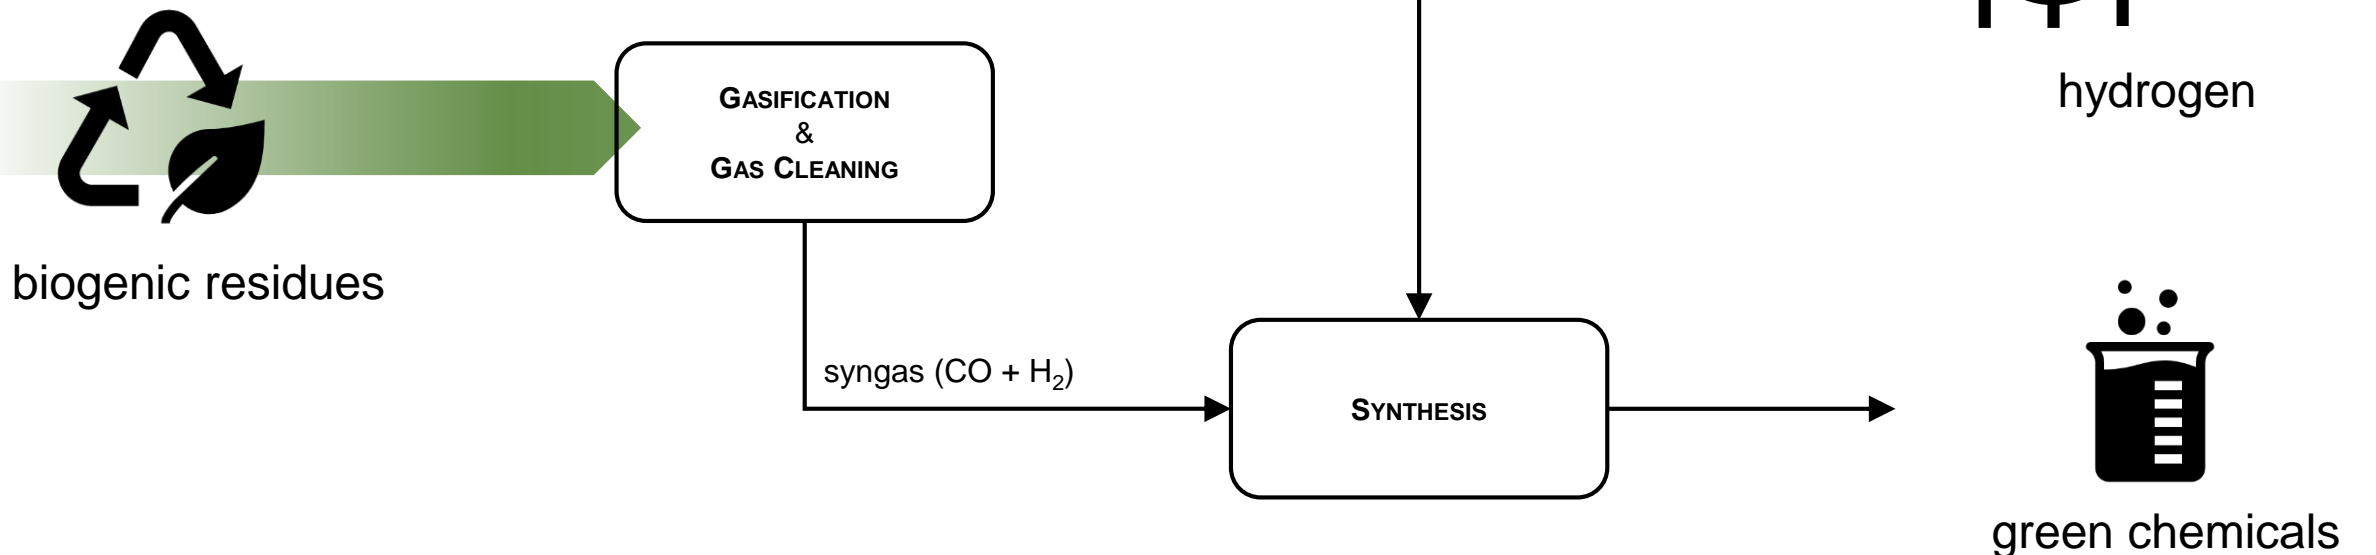 GASIFICATION
&
GAS CLEANING
hydrogen
biogenic residues
syngas (CO + H₂)
SYNTHESIS
green chemicals